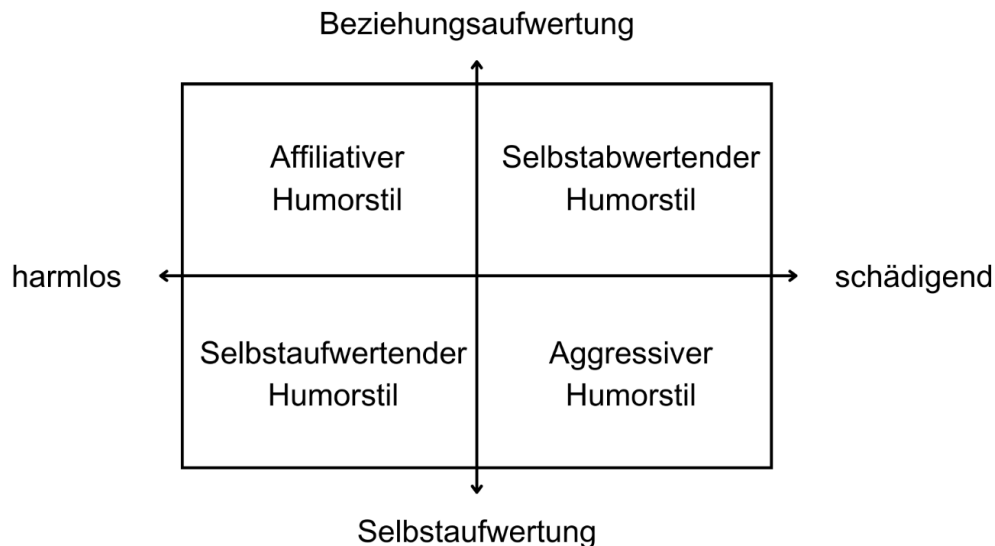 Beziehungsaufwertung
Affiliativer
Humorstil
Selbstabwertender
Humorstil
harmlos
schädigend
Selbstaufwertender
Humorstil
Aggressiver
Humorstil
Selbstaufwertung